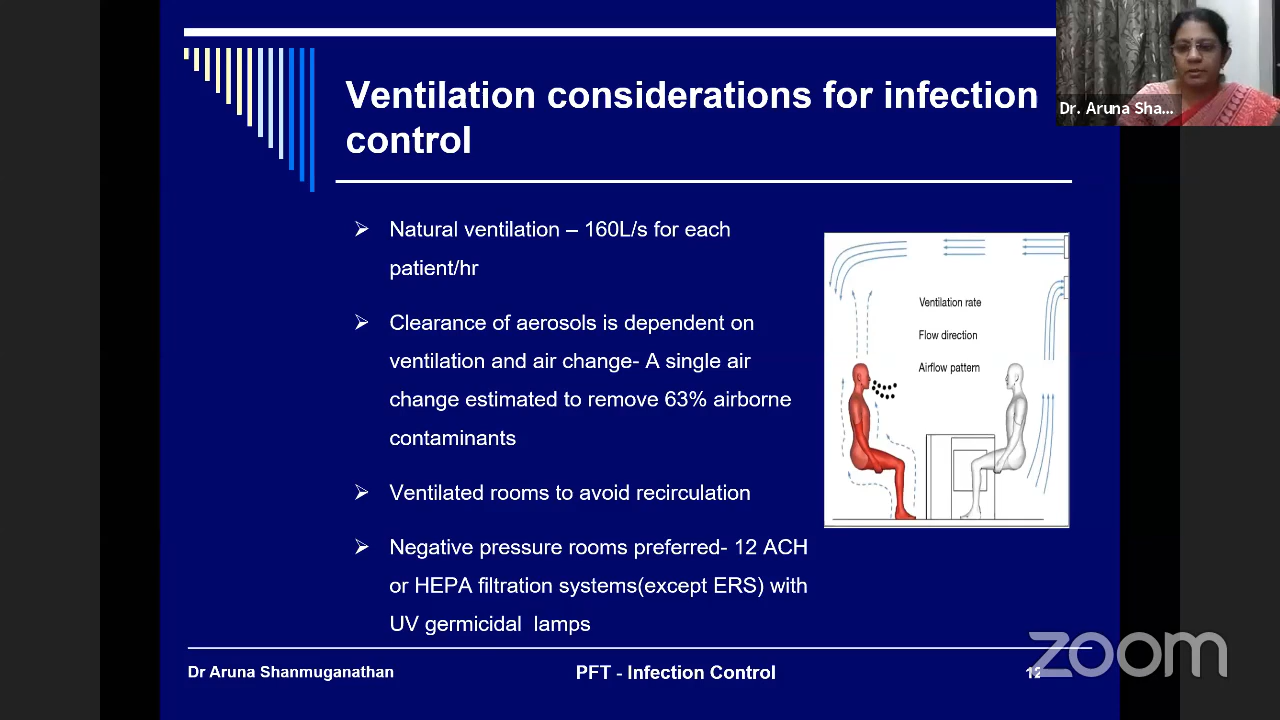 Ventilation considerations for infection
control
Dr. Aruna Sha...
➢ Natural ventilation – 160L/s for each
patient/hr
➢ Clearance of aerosols is dependent on
ventilation and air change- A single air
change estimated to remove 63% airborne
contaminants
➢ Ventilated rooms to avoid recirculation
➢ Negative pressure rooms preferred- 12 ACH
or HEPA filtration systems(except ERS) with
UV germicidal lamps
Ventilation rate
Flow direction
Airflow pattern
Dr Aruna Shanmuganathan
PFT - Infection Control
zoom